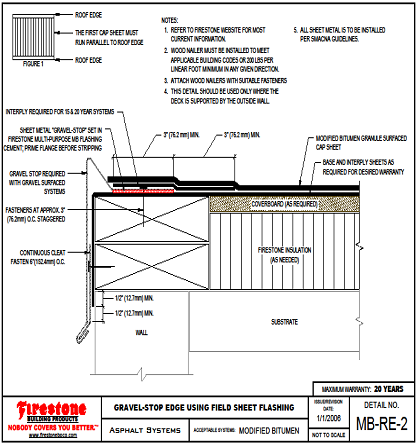 ROOF EDGE
THE FIRST CAP SHEET MUST
RUN PARALLEL TO ROOF EDGE
ROOF EDGE
FIGURE 1
NOTES:
1. REFER TO FIRESTONE WEBSITE FOR MOST
CURRENT INFORMATION.
2. WOOD NAILER MUST BE INSTALLED TO MEET
APPLICABLE BUILDING CODES OR 200 LBS PER
LINEAR FOOT MINIMUM IN ANY GIVEN DIRECTION.
3. ATTACH WOOD NAILERS WITH SUITABLE FASTENERS
4. THIS DETAIL SHOULD BE USED ONLY WHERE THE
DECK IS SUPPORTED BY THE OUTSIDE WALL.
5. ALL SHEET METAL IS TO BE INSTALLED
PER SMACNA GUIDELINES.
INTERPLY REQUIRED FOR 15 & 20 YEAR SYSTEMS
SHEET METAL "GRAVEL-STOP" SET IN
FIRESTONE MULTI-PURPOSE MB FLASHING
CEMENT; PRIME FLANGE BEFORE STRIPPING
3" (76.2 mm) MIN.
3" (76.2 mm) MIN.
MODIFIED BITUMEN GRANULE SURFACED
CAP SHEET
BASE AND INTERPLY SHEETS AS
REQUIRED FOR DESIRED WARRANTY
GRAVEL STOP REQUIRED
WITH GRAVEL SURFACED
SYSTEMS
COVERBOARD (AS REQUIRED)
FASTENERS AT APPROX. 3"
(76.2mm) O.C. STAGGERED
FIRESTONE INSULATION
(AS NEEDED)
CONTINUOUS CLEAT
FASTEN 6"(152.4mm) O.C.
1/2" (12.7mm) MIN.
1/2" (12.7mm) MIN.
WALL
SUBSTRATE
MAXIMUM WARRANTY: 20 YEARS
Firestone
BUILDING PRODUCTS
NOBODY COVERS YOU BETTER.™
www.firestonebpco.com
GRAVEL-STOP EDGE USING FIELD SHEET FLASHING
ASPHALT SYSTEMS
ACCEPTABLE SYSTEMS: MODIFIED BITUMEN
ISSUE/REVISION
DATE:
1/1/2006
NOT TO SCALE
DETAIL NO.
MB-RE-2